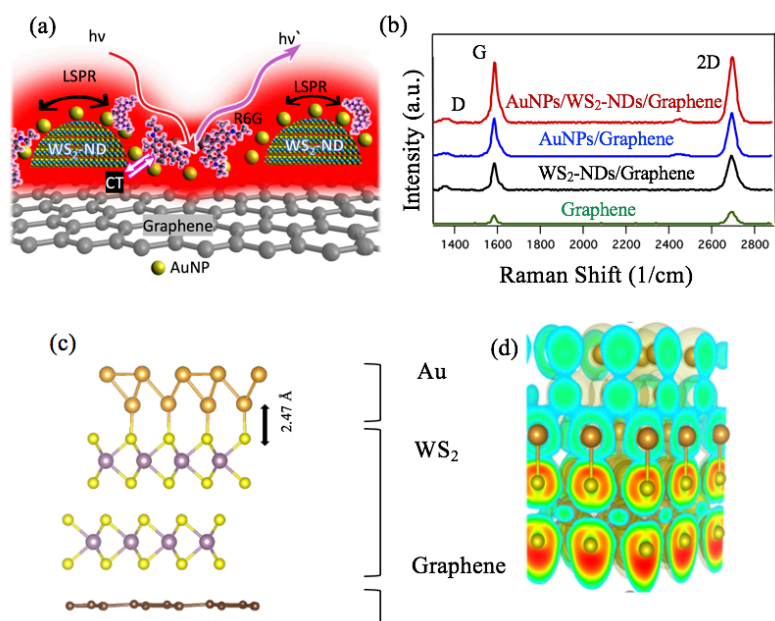 (a)
hν
hν`
LSPR
LSPR
R6G
WS₂-ND
WS₂-ND
CT
Graphene
AuNP
(b)
Intensity (a.u.)
G
2D
D
AuNPs/WS₂-NDs/Graphene
AuNPs/Graphene
WS₂-NDs/Graphene
Graphene
1400 1600 1800 2000 2200 2400 2600 2800
Raman Shift (1/cm)
(c)
2.47 Å
Au
WS₂
Graphene
(d)